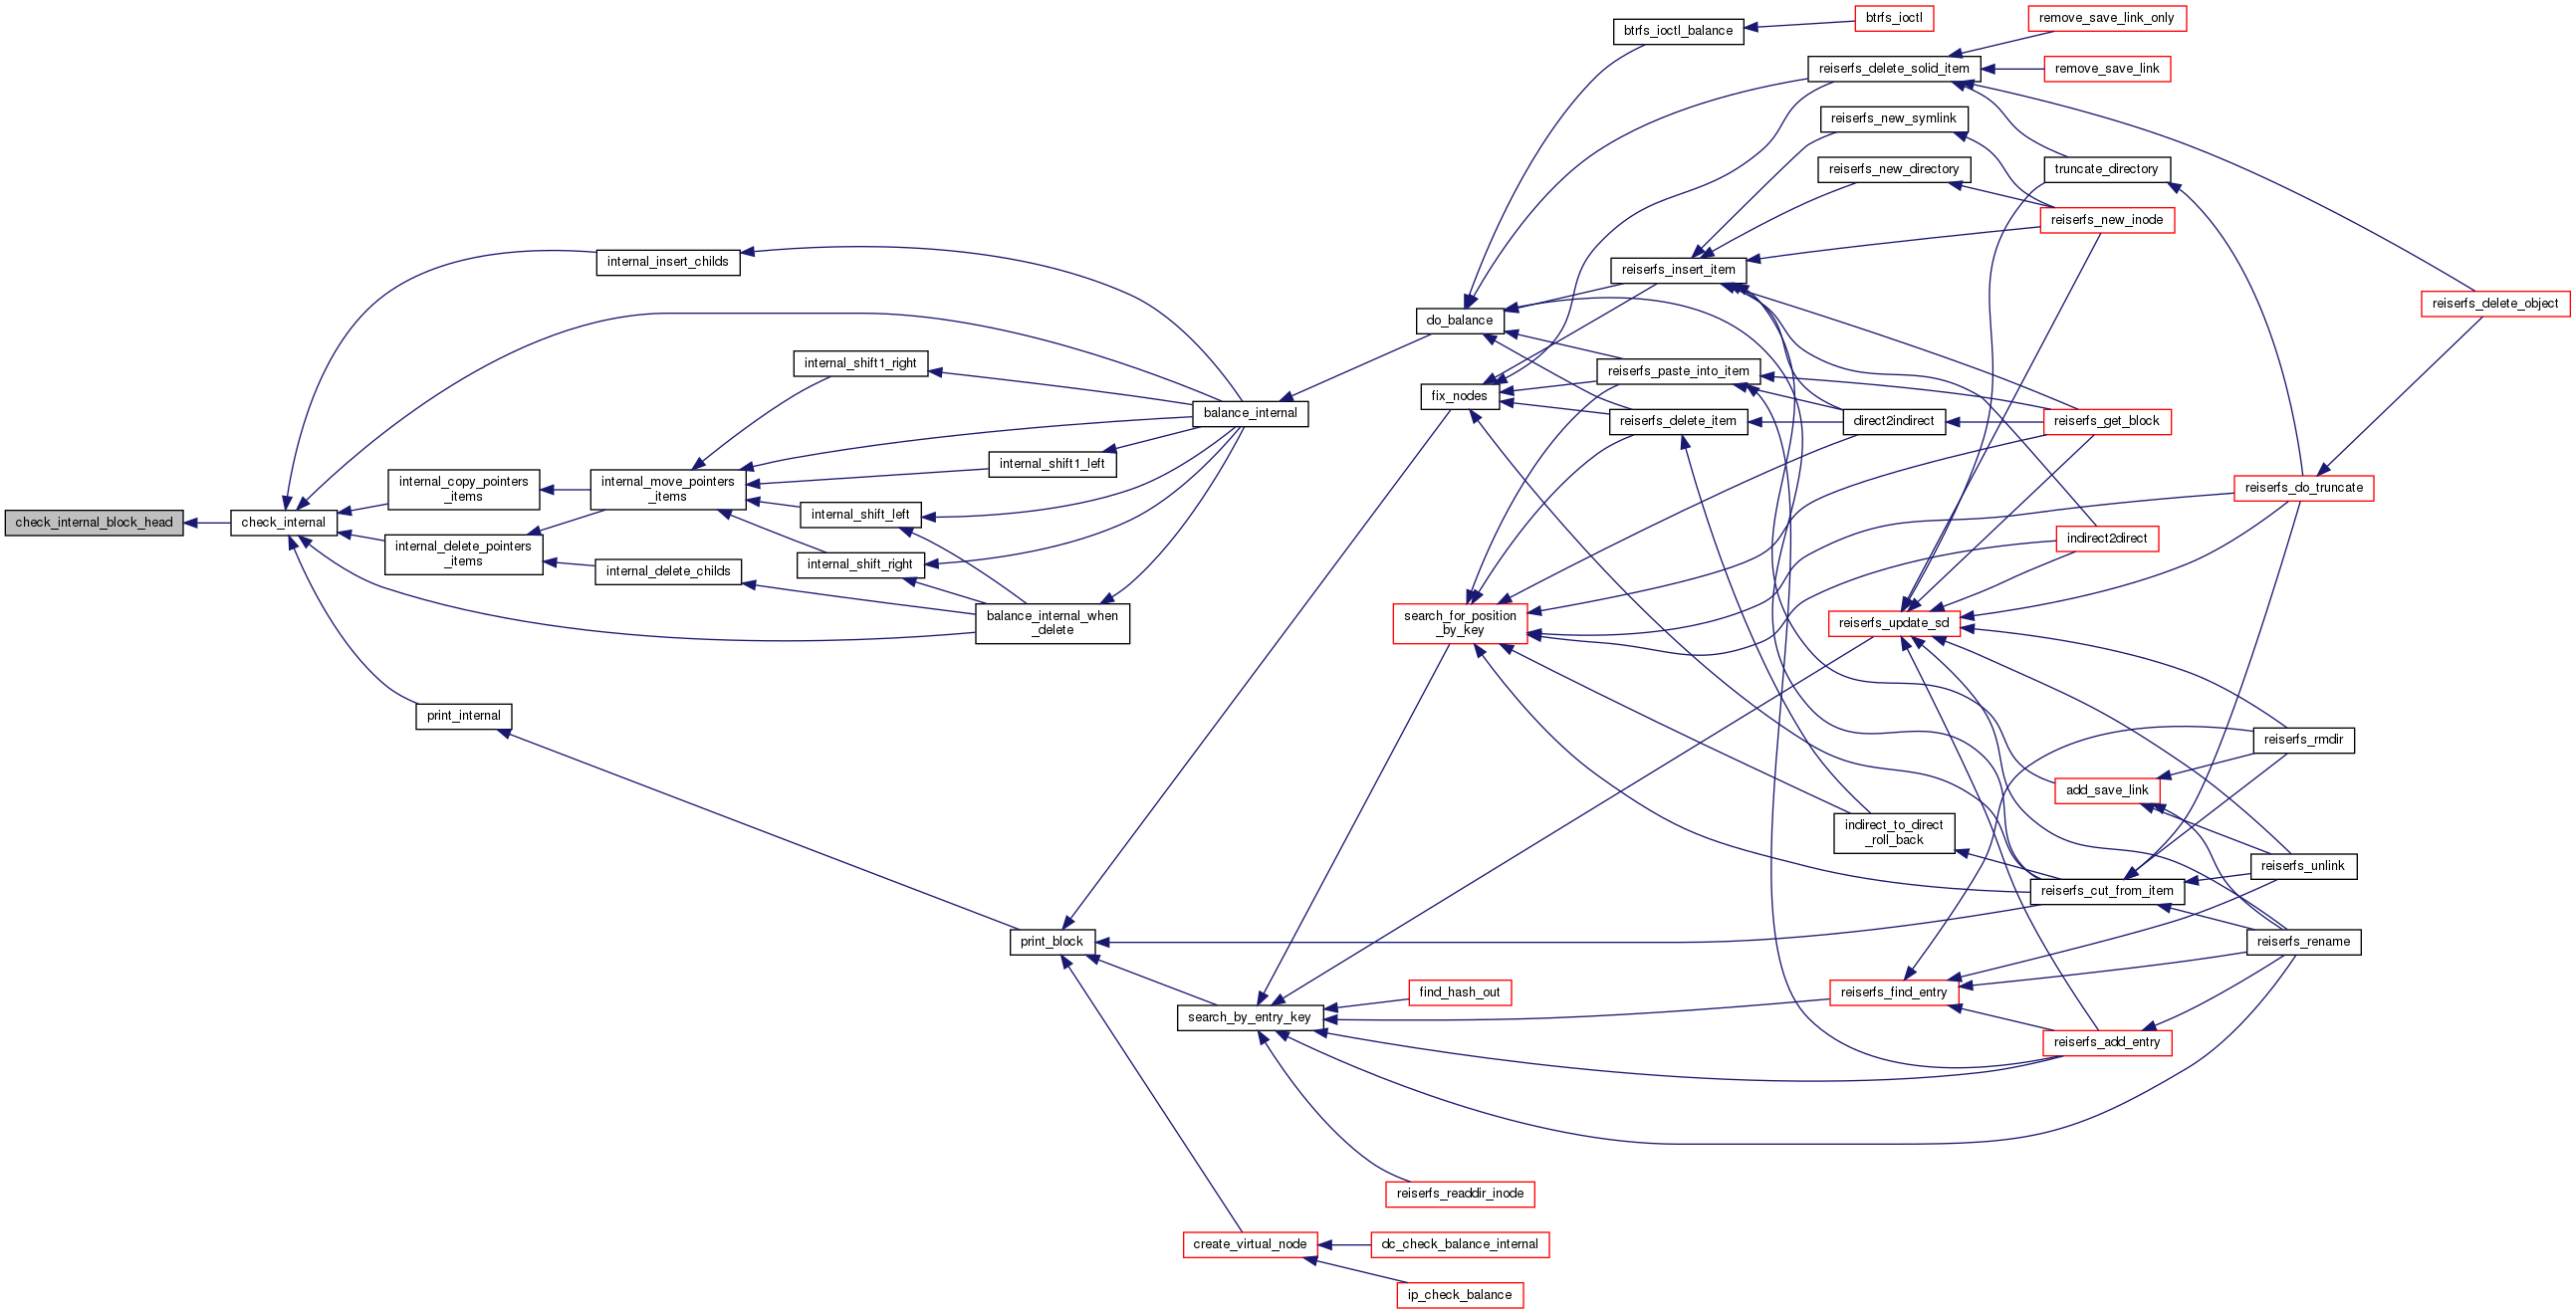 btrfs_ioctl
remove_save_link_only
btrfs_ioctl_balance
reiserfs_delete_solid_item
remove_save_link
reiserfs_new_symlink
reiserfs_new_directory
truncate_directory
reiserfs_new_inode
internal_insert_childs
reiserfs_insert_item
reiserfs_delete_object
do_balance
internal_shift1_right
reiserfs_paste_into_item
fix_nodes
balance_internal
reiserfs_delete_item
direct2indirect
reiserfs_get_block
internal_shift1_left
internal_copy_pointers
_items
internal_move_pointers
_items
reiserfs_do_truncate
internal_shift_left
check_internal_block_head
check_internal
indirect2direct
internal_delete_pointers
_items
internal_shift_right
internal_delete_childs
balance_internal_when
_delete
search_for_position
_by_key
reiserfs_update_sd
print_internal
reiserfs_rmdir
add_save_link
indirect_to_direct
_roll_back
reiserfs_unlink
reiserfs_cut_from_item
print_block
reiserfs_rename
find_hash_out
reiserfs_find_entry
search_by_entry_key
reiserfs_add_entry
reiserfs_readdir_inode
create_virtual_node
dc_check_balance_internal
ip_check_balance